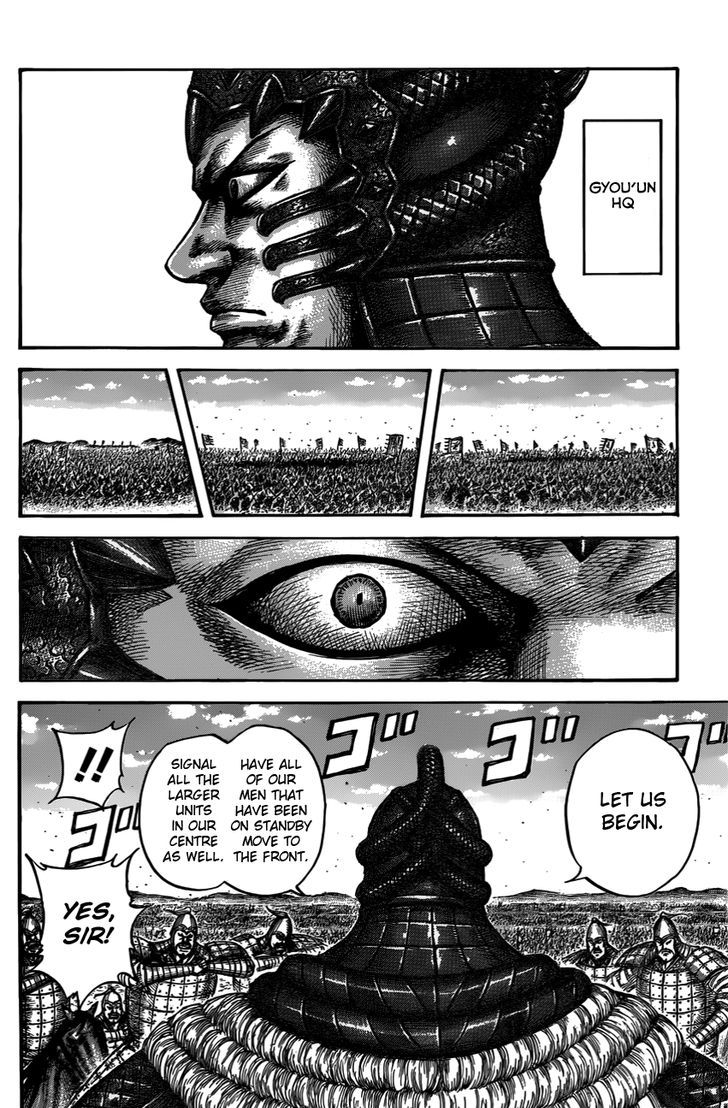 GYOU'UN
HQ
LET US
BEGIN.
ゴ
ゴ
ゴ
ゴ
HAVE ALL
OF OUR
MEN THAT
HAVE BEEN
ON STANDBY
MOVE TO
THE FRONT.
SIGNAL
ALL THE
LARGER
UNITS
IN OUR
CENTRE
AS WELL.
!!
YES,
SIR!